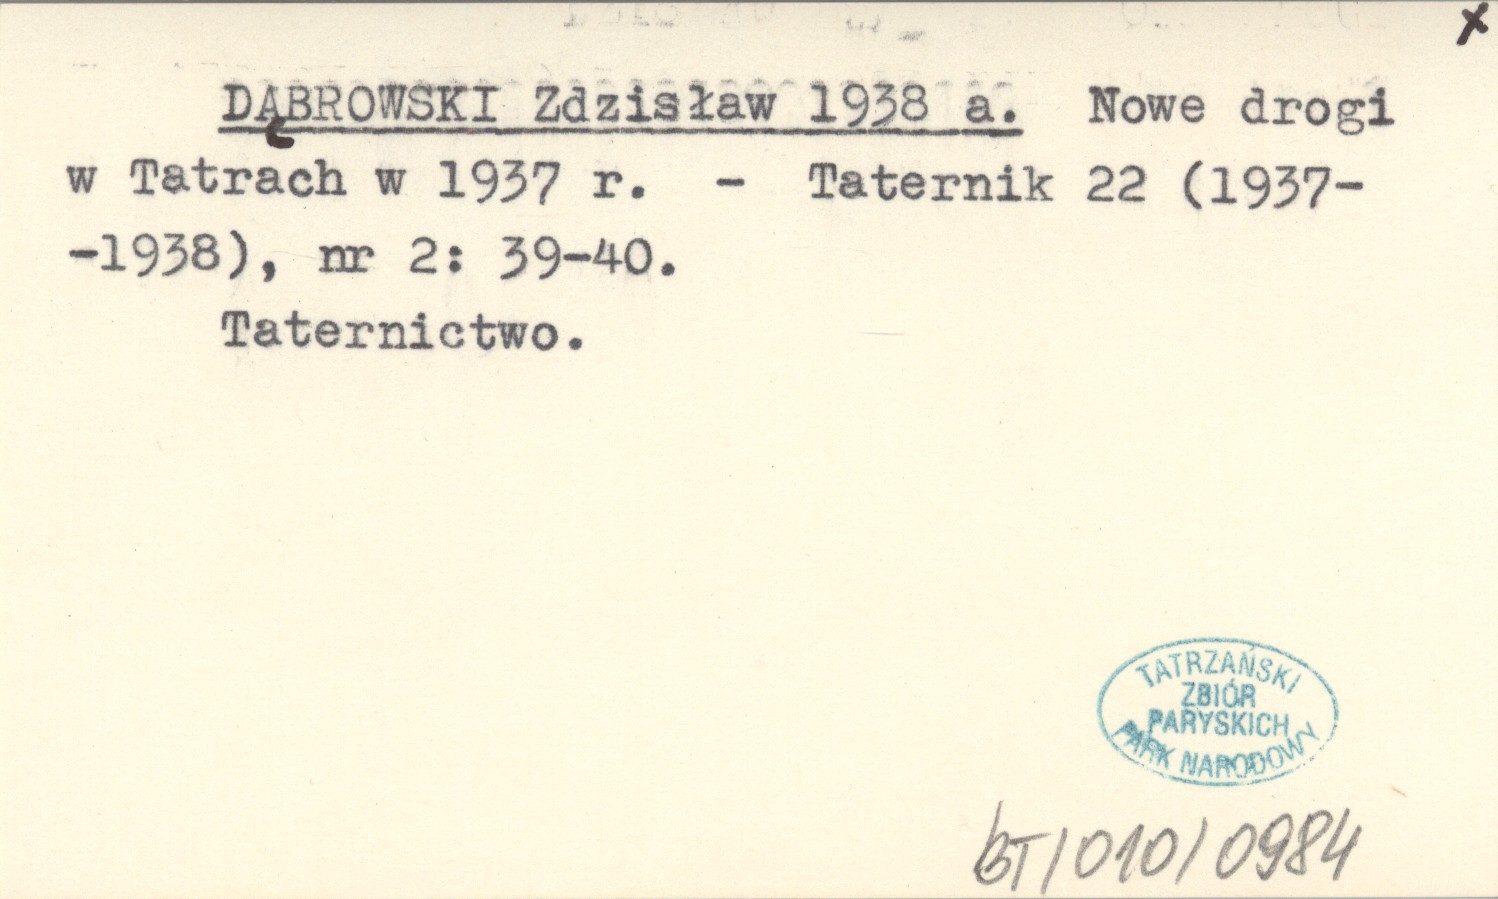 x
DĄBROWSKI Zdzisław 1938 a. Nowe drogi
w Tatrach w 1937 r. - Taternik 22 (1937-
-1938), nr 2: 39-40.
Taternictwo.
TATRZAŃSKI
ZBIÓR
PARYSKICH
PARK NARODOWY
BT/010/0984